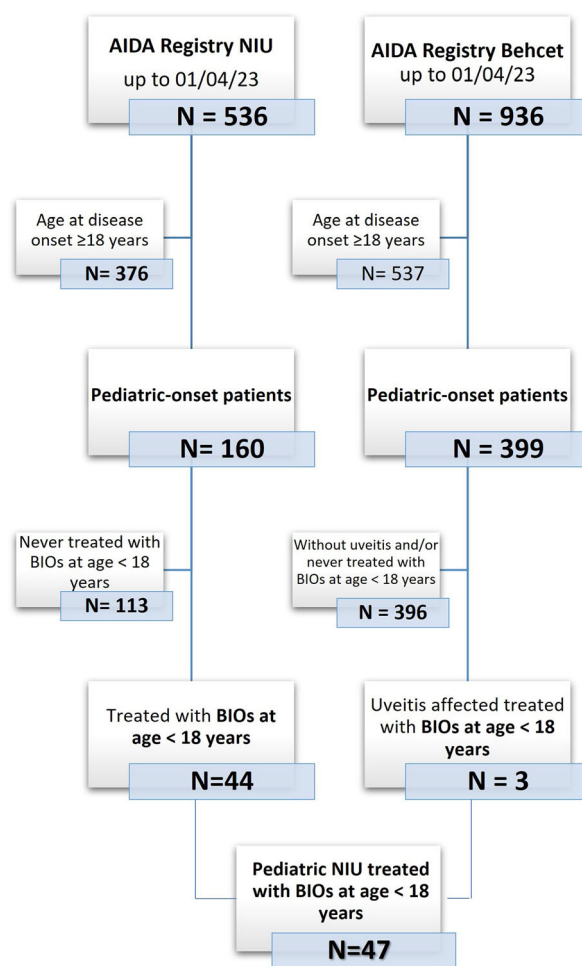 AIDA Registry NIU
up to 01/04/23
N = 536
AIDA Registry Behcet
up to 01/04/23
N = 936
Age at disease
onset ≥18 years
N= 376
Age at disease
onset ≥18 years
N= 537
Pediatric-onset patients
N= 160
Pediatric-onset patients
N= 399
Never treated with
BIOs at age < 18
years
N= 113
Without uveitis and/or
never treated with
BIOs at age < 18 years
N= 396
Treated with BIOs at
age < 18 years
N=44
Uveitis affected treated
with BIOs at age < 18
years
N = 3
Pediatric NIU treated
with BIOs at age < 18
years
N=47